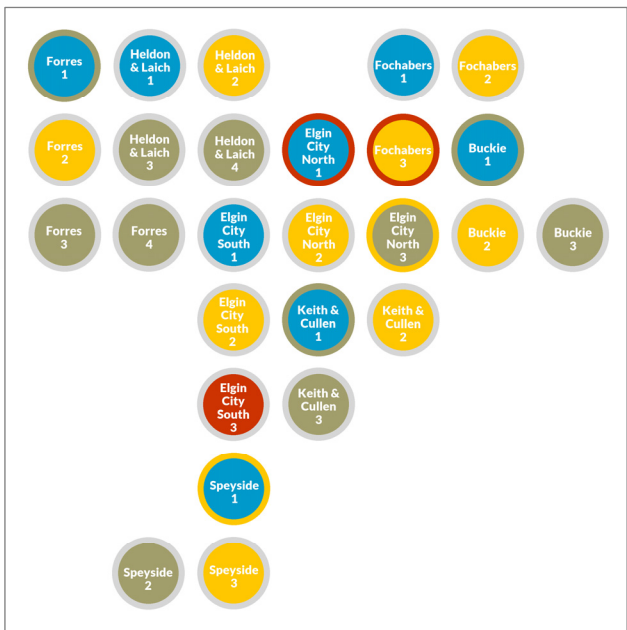 Forres
1
Heldon
& Laich
1
Heldon
& Laich
2
Fochabers
1
Fochabers
2
Forres
2
Heldon
& Laich
3
Heldon
& Laich
4
Elgin
City
North
1
Fochabers
3
Buckie
1
Forres
3
Forres
4
Elgin
City
South
1
Elgin
City
North
2
Elgin
City
North
3
Buckie
2
Buckie
3
Elgin
City
South
2
Keith &
Cullen
1
Keith &
Cullen
2
Elgin
City
South
3
Keith &
Cullen
3
Speyside
1
Speyside
2
Speyside
3